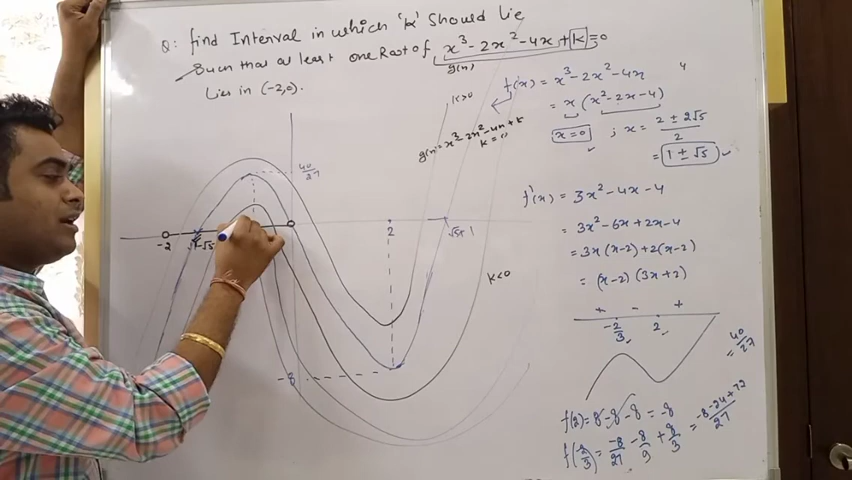 Q: find Interval in which 'k' Should lie
Such that at least one Root of x³ - 2x² - 4x + k = 0
g(x)
Lies in (-2,0).
f(x) = x³ - 2x² - 4x
= x (x² - 2x - 4)
x = 0 ; x = 2 ± 2√5 / 2
= 1 ± √5
f'(x) = 3x² - 4x - 4
= 3x² - 6x + 2x - 4
= 3x (x-2) + 2 (x-2)
= (x-2) (3x+2)
+ - +
-2/3 2
f(2) = 8 - 8 - 8 = -8
f(-2/3) = -8/27 - 8/9 + 8/3 = -8-24+72/27
= 40/27
k>0
g(x) = x³ - 2x² - 4x + k
k = 0
40/27
-2 1-√5 2 √5+1
k<0
-8